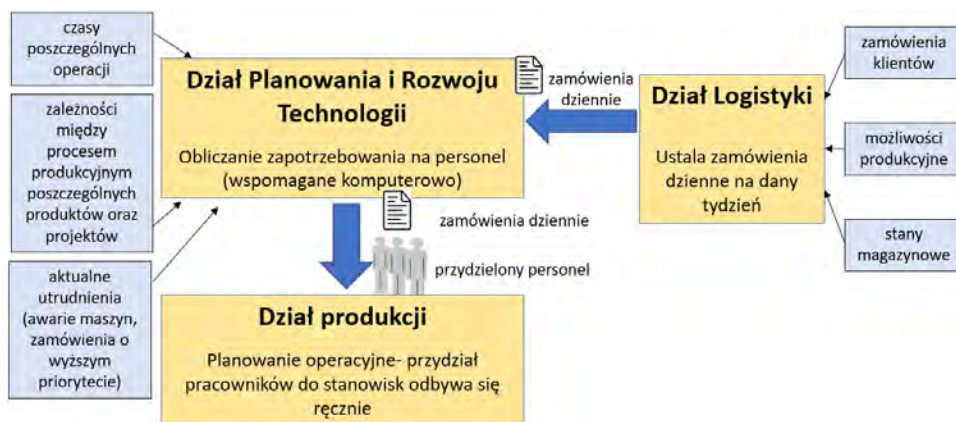 czasy
poszczególnych
operacji
zależności
między
procesem
produkcyjnym
poszczególnych
produktów oraz
projektów
aktualne
utrudnienia
(awarie maszyn,
zamówienia o
wyższym
priorytecie)
Dział Planowania i Rozwoju
Technologii
Obliczanie zapotrzebowania na personel
(wspomagane komputerowo)
zamówienia
dziennie
Dział Logistyki
Ustala zamówienia
dzienne na dany
tydzień
zamówienia
klientów
możliwości
produkcyjne
stany
magazynowe
zamówienia dziennie
przydzielony personel
Dział produkcji
Planowanie operacyjne- przydział
pracowników do stanowisk odbywa się
ręcznie